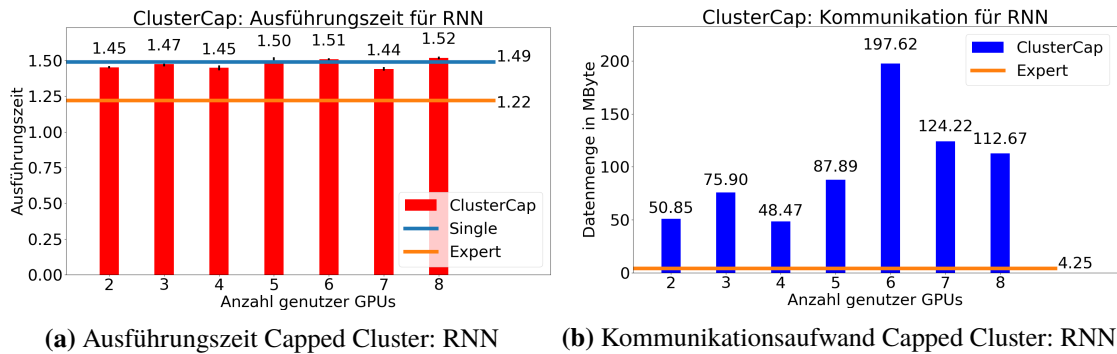 ClusterCap: Ausführungszeit für RNN
1.45 1.47 1.45 1.50 1.51 1.44 1.52
1.49
1.22
1.50
1.25
1.00
0.75
0.50
0.25
0.00
Ausführungszeit
ClusterCap
Single
Expert
2 3 4 5 6 7 8
Anzahl genutzer GPUs
(a) Ausführungszeit Capped Cluster: RNN
ClusterCap: Kommunikation für RNN
197.62
124.22
112.67
87.89
75.90
50.85
48.47
4.25
200
150
100
50
0
Datenmenge in MByte
ClusterCap
Expert
2 3 4 5 6 7 8
Anzahl genutzer GPUs
(b) Kommunikationsaufwand Capped Cluster: RNN